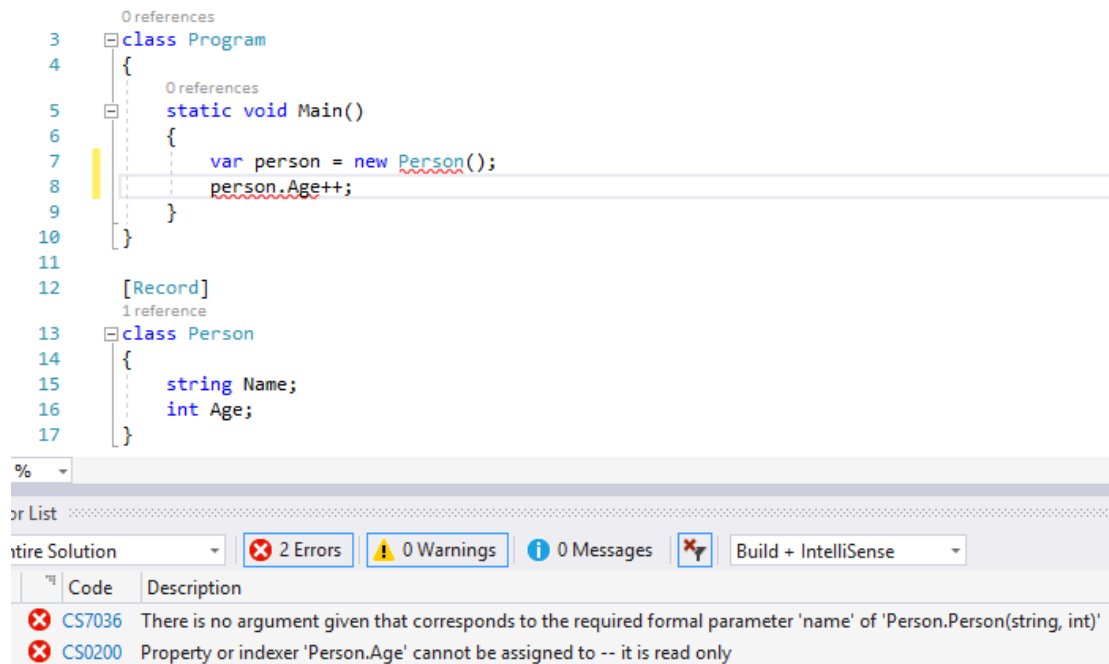 0 references
3 class Program
4 {
0 references
5 static void Main()
6 {
7 var person = new Person();
8 person.Age++;
9 }
10 }
11
12 [Record]
1 reference
13 class Person
14 {
15 string Name;
16 int Age;
17 }
%
or List
ntire Solution 2 Errors 0 Warnings 0 Messages Build + IntelliSense
Code Description
CS7036 There is no argument given that corresponds to the required formal parameter 'name' of 'Person.Person(string, int)'
CS0200 Property or indexer 'Person.Age' cannot be assigned to -- it is read only